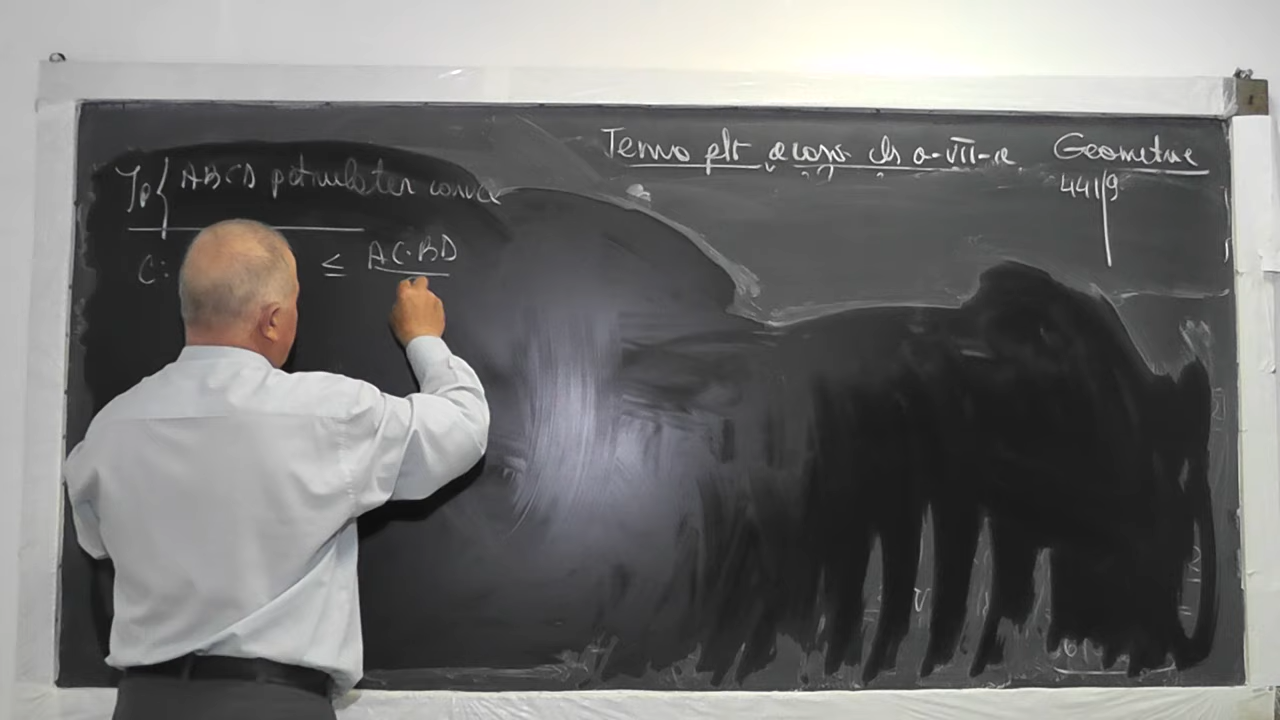 Temă pt acasă cls a-VII-a Geometrie
441/9
Ip { ABCD patrulater convex
C: ≤ AC·BD